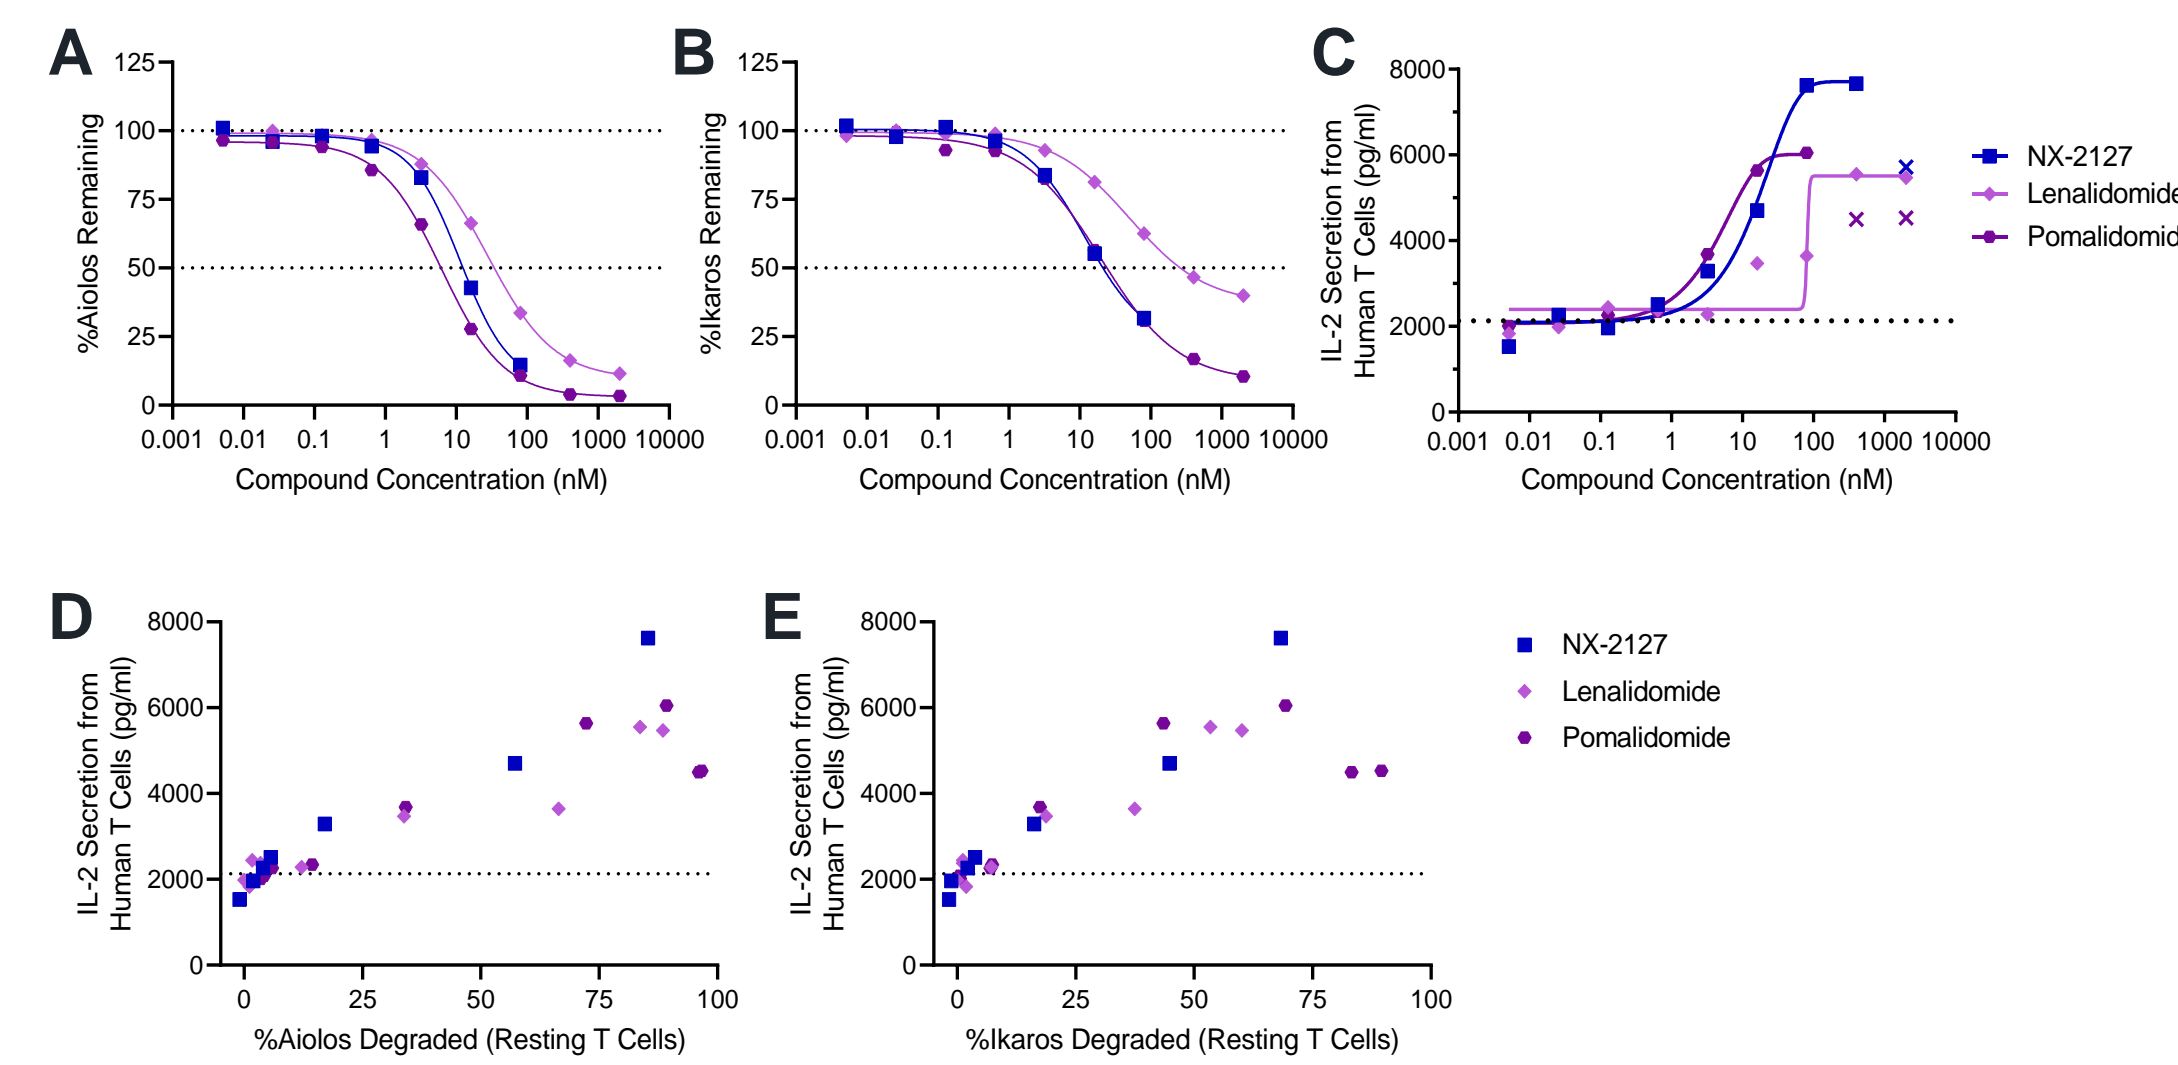 A
B
C
125
100
75
50
25
0
%Aiolos Remaining
0.001 0.01 0.1 1 10 100 1000 10000
Compound Concentration (nM)
125
100
75
50
25
0
%Ikaros Remaining
0.001 0.01 0.1 1 10 100 1000 10000
Compound Concentration (nM)
8000
6000
4000
2000
0
IL-2 Secretion from
Human T Cells (pg/ml)
0.001 0.01 0.1 1 10 100 1000 10000
Compound Concentration (nM)
NX-2127
Lenalidomide
Pomalidomid
D
E
8000
6000
4000
2000
0
IL-2 Secretion from
Human T Cells (pg/ml)
0 25 50 75 100
%Aiolos Degraded (Resting T Cells)
8000
6000
4000
2000
0
IL-2 Secretion from
Human T Cells (pg/ml)
0 25 50 75 100
%Ikaros Degraded (Resting T Cells)
NX-2127
Lenalidomide
Pomalidomide